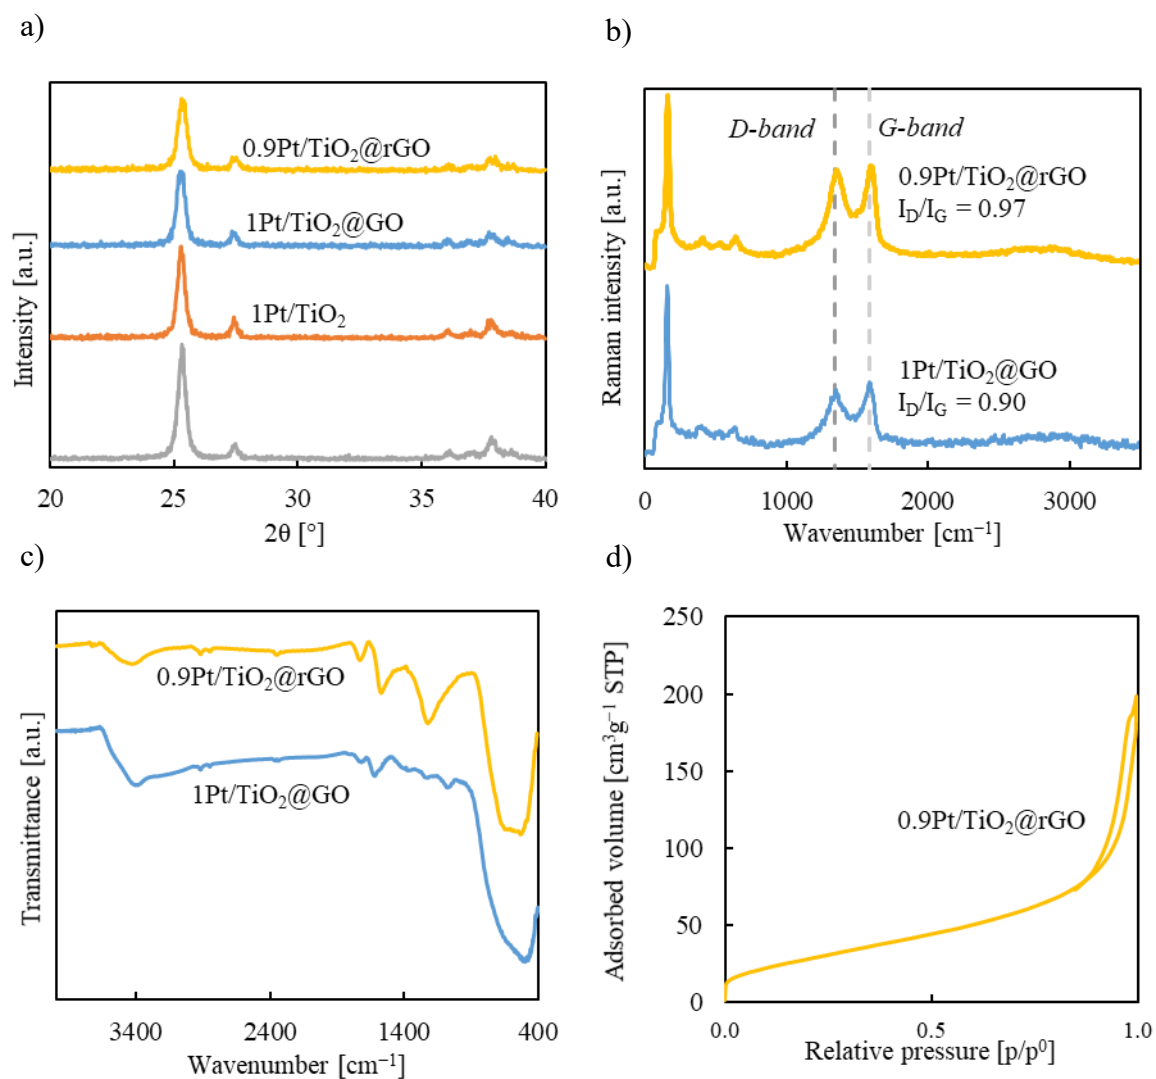 a)
Intensity [a.u.]
0.9Pt/TiO₂@rGO
1Pt/TiO₂@GO
1Pt/TiO₂
20 25 30 35 40
2θ [°]
b)
Raman intensity [a.u.]
D-band G-band
0.9Pt/TiO₂@rGO
I_D/I_G = 0.97
1Pt/TiO₂@GO
I_D/I_G = 0.90
0 1000 2000 3000
Wavenumber [cm⁻¹]
c)
Transmittance [a.u.]
0.9Pt/TiO₂@rGO
1Pt/TiO₂@GO
3400 2400 1400 400
Wavenumber [cm⁻¹]
d)
Adsorbed volume [cm³g⁻¹ STP]
250
200
150
100
50
0
0.9Pt/TiO₂@rGO
0.0 0.5 1.0
Relative pressure [p/p⁰]